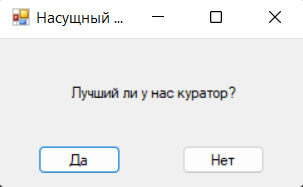 Насущный ...
Лучший ли у нас куратор?
Да
Нет